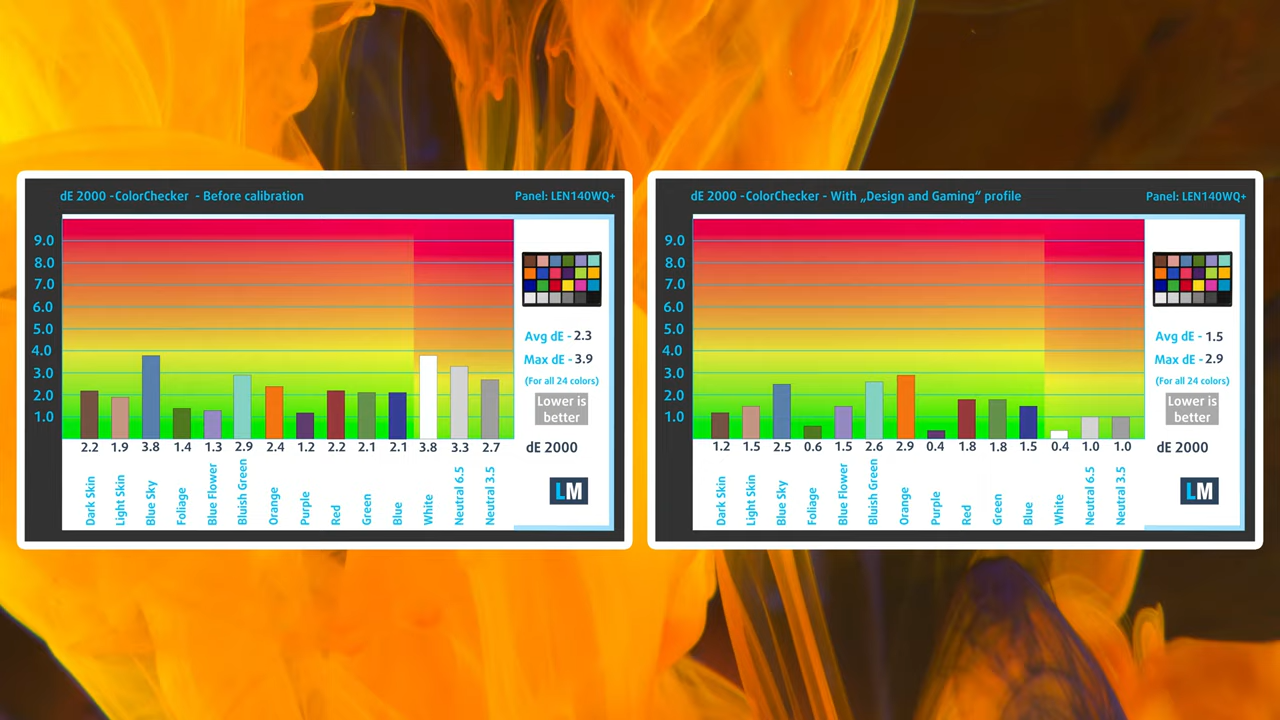 dE 2000 -ColorChecker - Before calibration
Panel: LEN140WQ+
9.0
8.0
7.0
6.0
5.0
4.0
3.0
2.0
1.0
Avg dE - 2.3
Max dE - 3.9
(For all 24 colors)
Lower is
better
2.2 1.9 3.8 1.4 1.3 2.9 2.4 1.2 2.2 2.1 2.1 3.8 3.3 2.7
dE 2000
Dark Skin
Light Skin
Blue Sky
Foliage
Blue Flower
Bluish Green
Orange
Purple
Red
Green
Blue
White
Neutral 6.5
Neutral 3.5
LM
dE 2000 -ColorChecker - With „Design and Gaming“ profile
Panel: LEN140WQ+
9.0
8.0
7.0
6.0
5.0
4.0
3.0
2.0
1.0
Avg dE - 1.5
Max dE - 2.9
(For all 24 colors)
Lower is
better
1.2 1.5 2.5 0.6 1.5 2.6 2.9 0.4 1.8 1.8 1.5 0.4 1.0 1.0
dE 2000
Dark Skin
Light Skin
Blue Sky
Foliage
Blue Flower
Bluish Green
Orange
Purple
Red
Green
Blue
White
Neutral 6.5
Neutral 3.5
LM